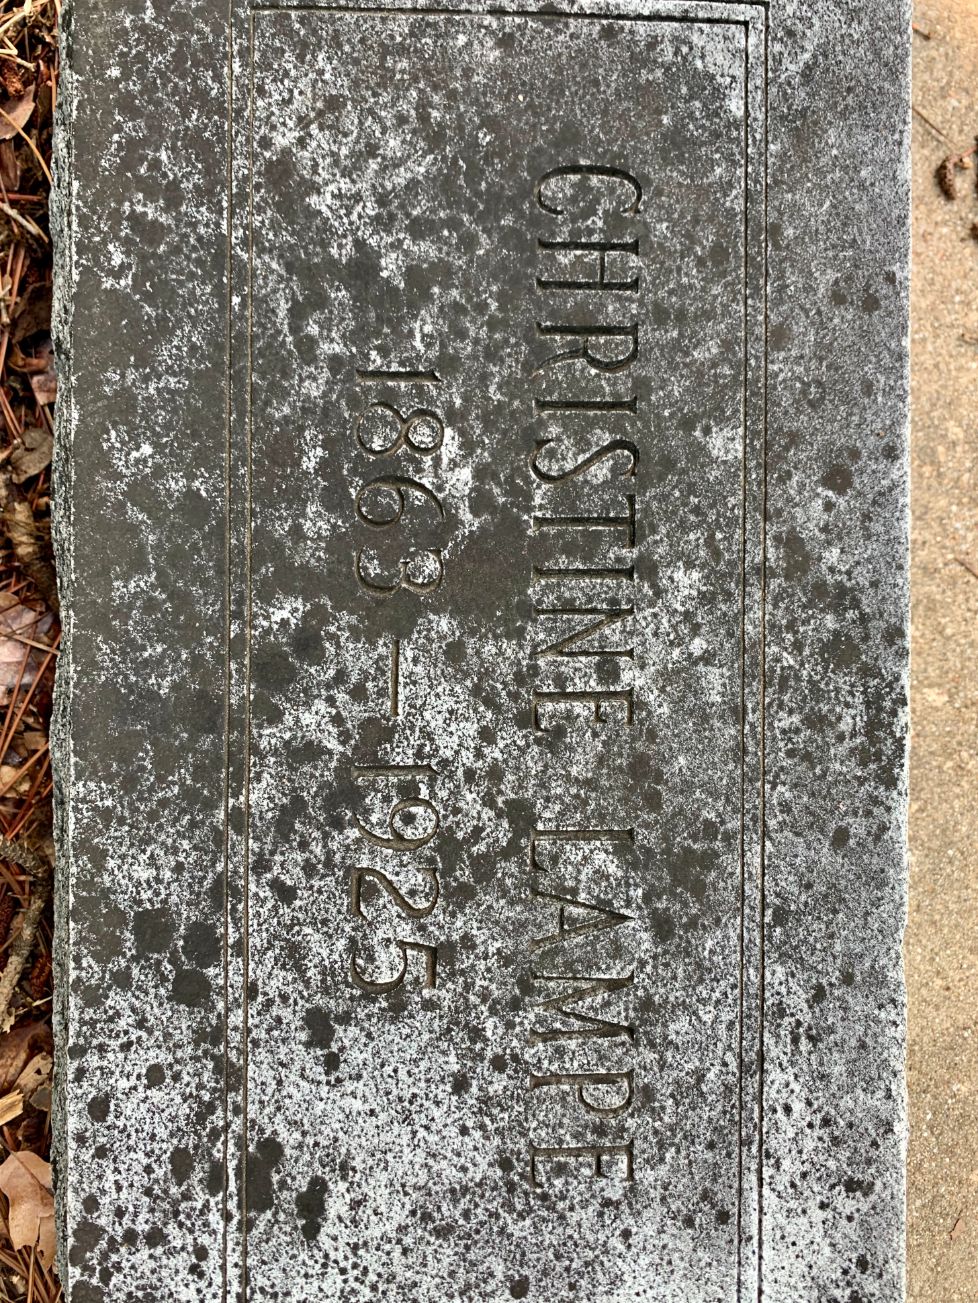 CHRISTINE LAMPE
1863 — 1925